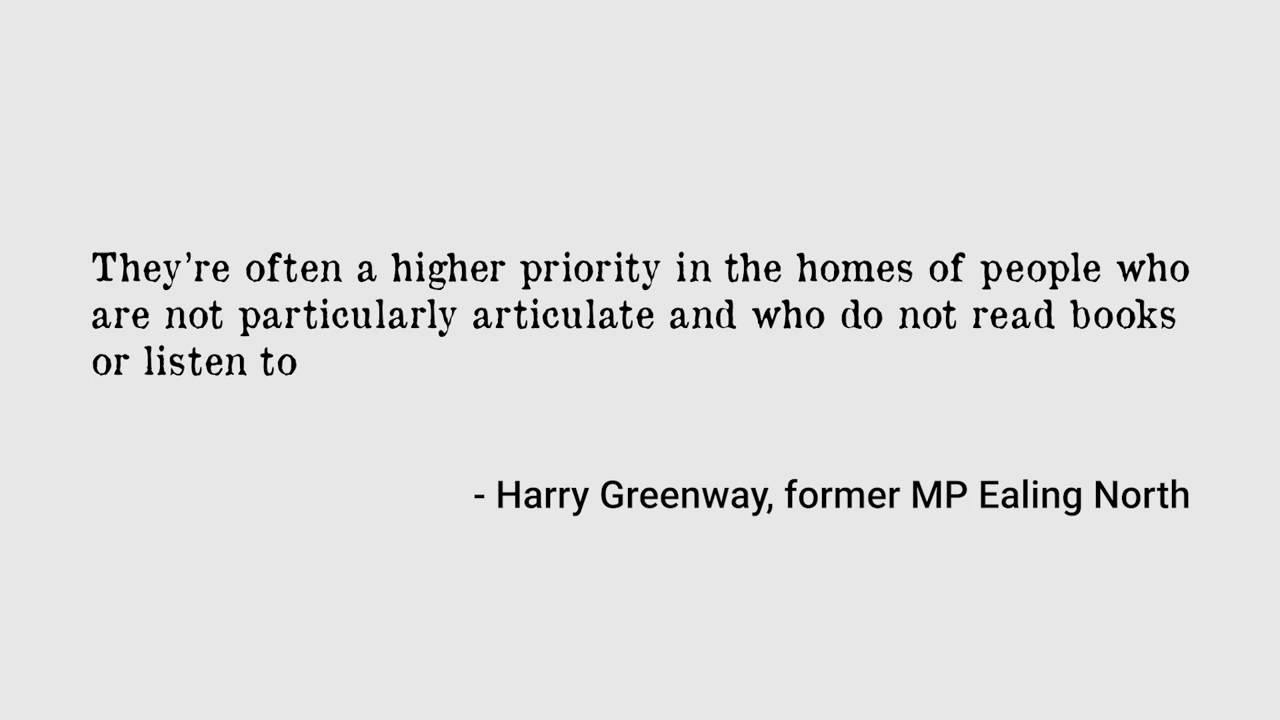 They’re often a higher priority in the homes of people who
are not particularly articulate and who do not read books
or listen to
- Harry Greenway, former MP Ealing North